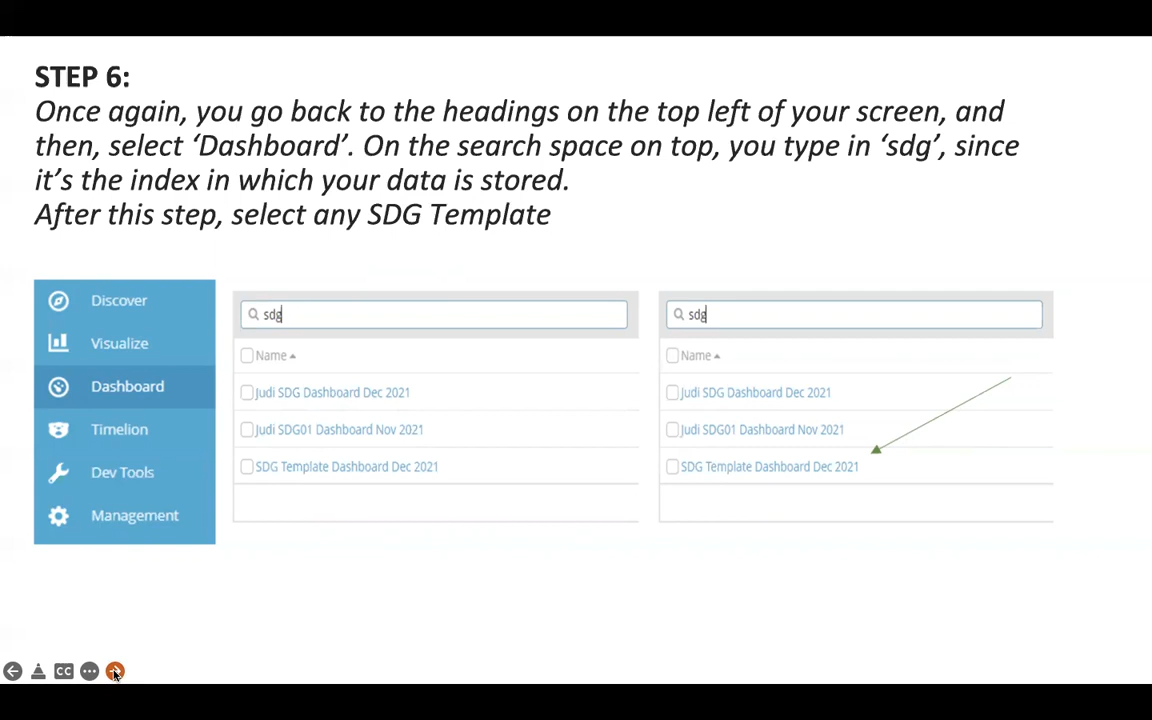 STEP 6:
Once again, you go back to the headings on the top left of your screen, and
then, select ‘Dashboard’. On the search space on top, you type in ‘sdg’, since
it’s the index in which your data is stored.
After this step, select any SDG Template
Discover
Visualize
Dashboard
Timelion
Dev Tools
Management
sdg
Name
Judi SDG Dashboard Dec 2021
Judi SDG01 Dashboard Nov 2021
SDG Template Dashboard Dec 2021
sdg
Name
Judi SDG Dashboard Dec 2021
Judi SDG01 Dashboard Nov 2021
SDG Template Dashboard Dec 2021
CC